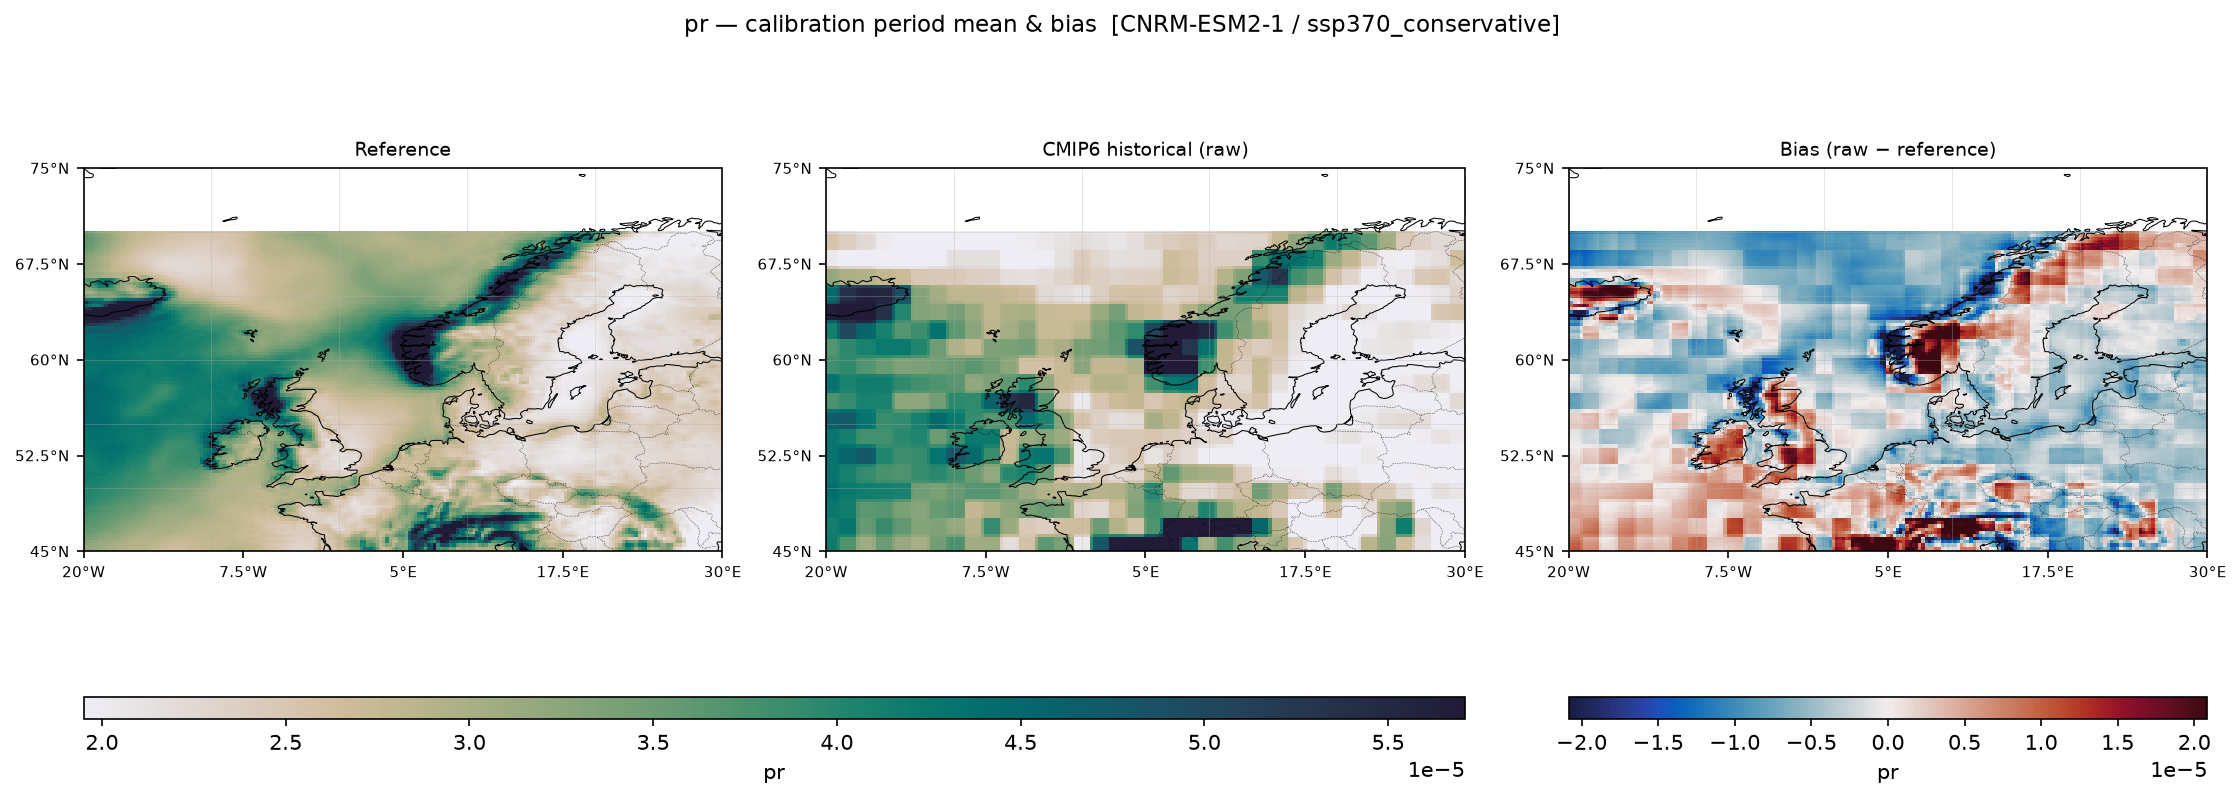 pr — calibration period mean & bias  [CNRM-ESM2-1 / ssp370_conservative]
Reference
CMIP6 historical (raw)
Bias (raw − reference)
75°N
67.5°N
60°N
52.5°N
45°N
20°W
7.5°W
5°E
17.5°E
30°E
75°N
67.5°N
60°N
52.5°N
45°N
20°W
7.5°W
5°E
17.5°E
30°E
75°N
67.5°N
60°N
52.5°N
45°N
20°W
7.5°W
5°E
17.5°E
30°E
2.0 2.5 3.0 3.5 4.0 4.5 5.0 5.5
1e−5
pr
−2.0 −1.5 −1.0 −0.5 0.0 0.5 1.0 1.5 2.0
1e−5
pr